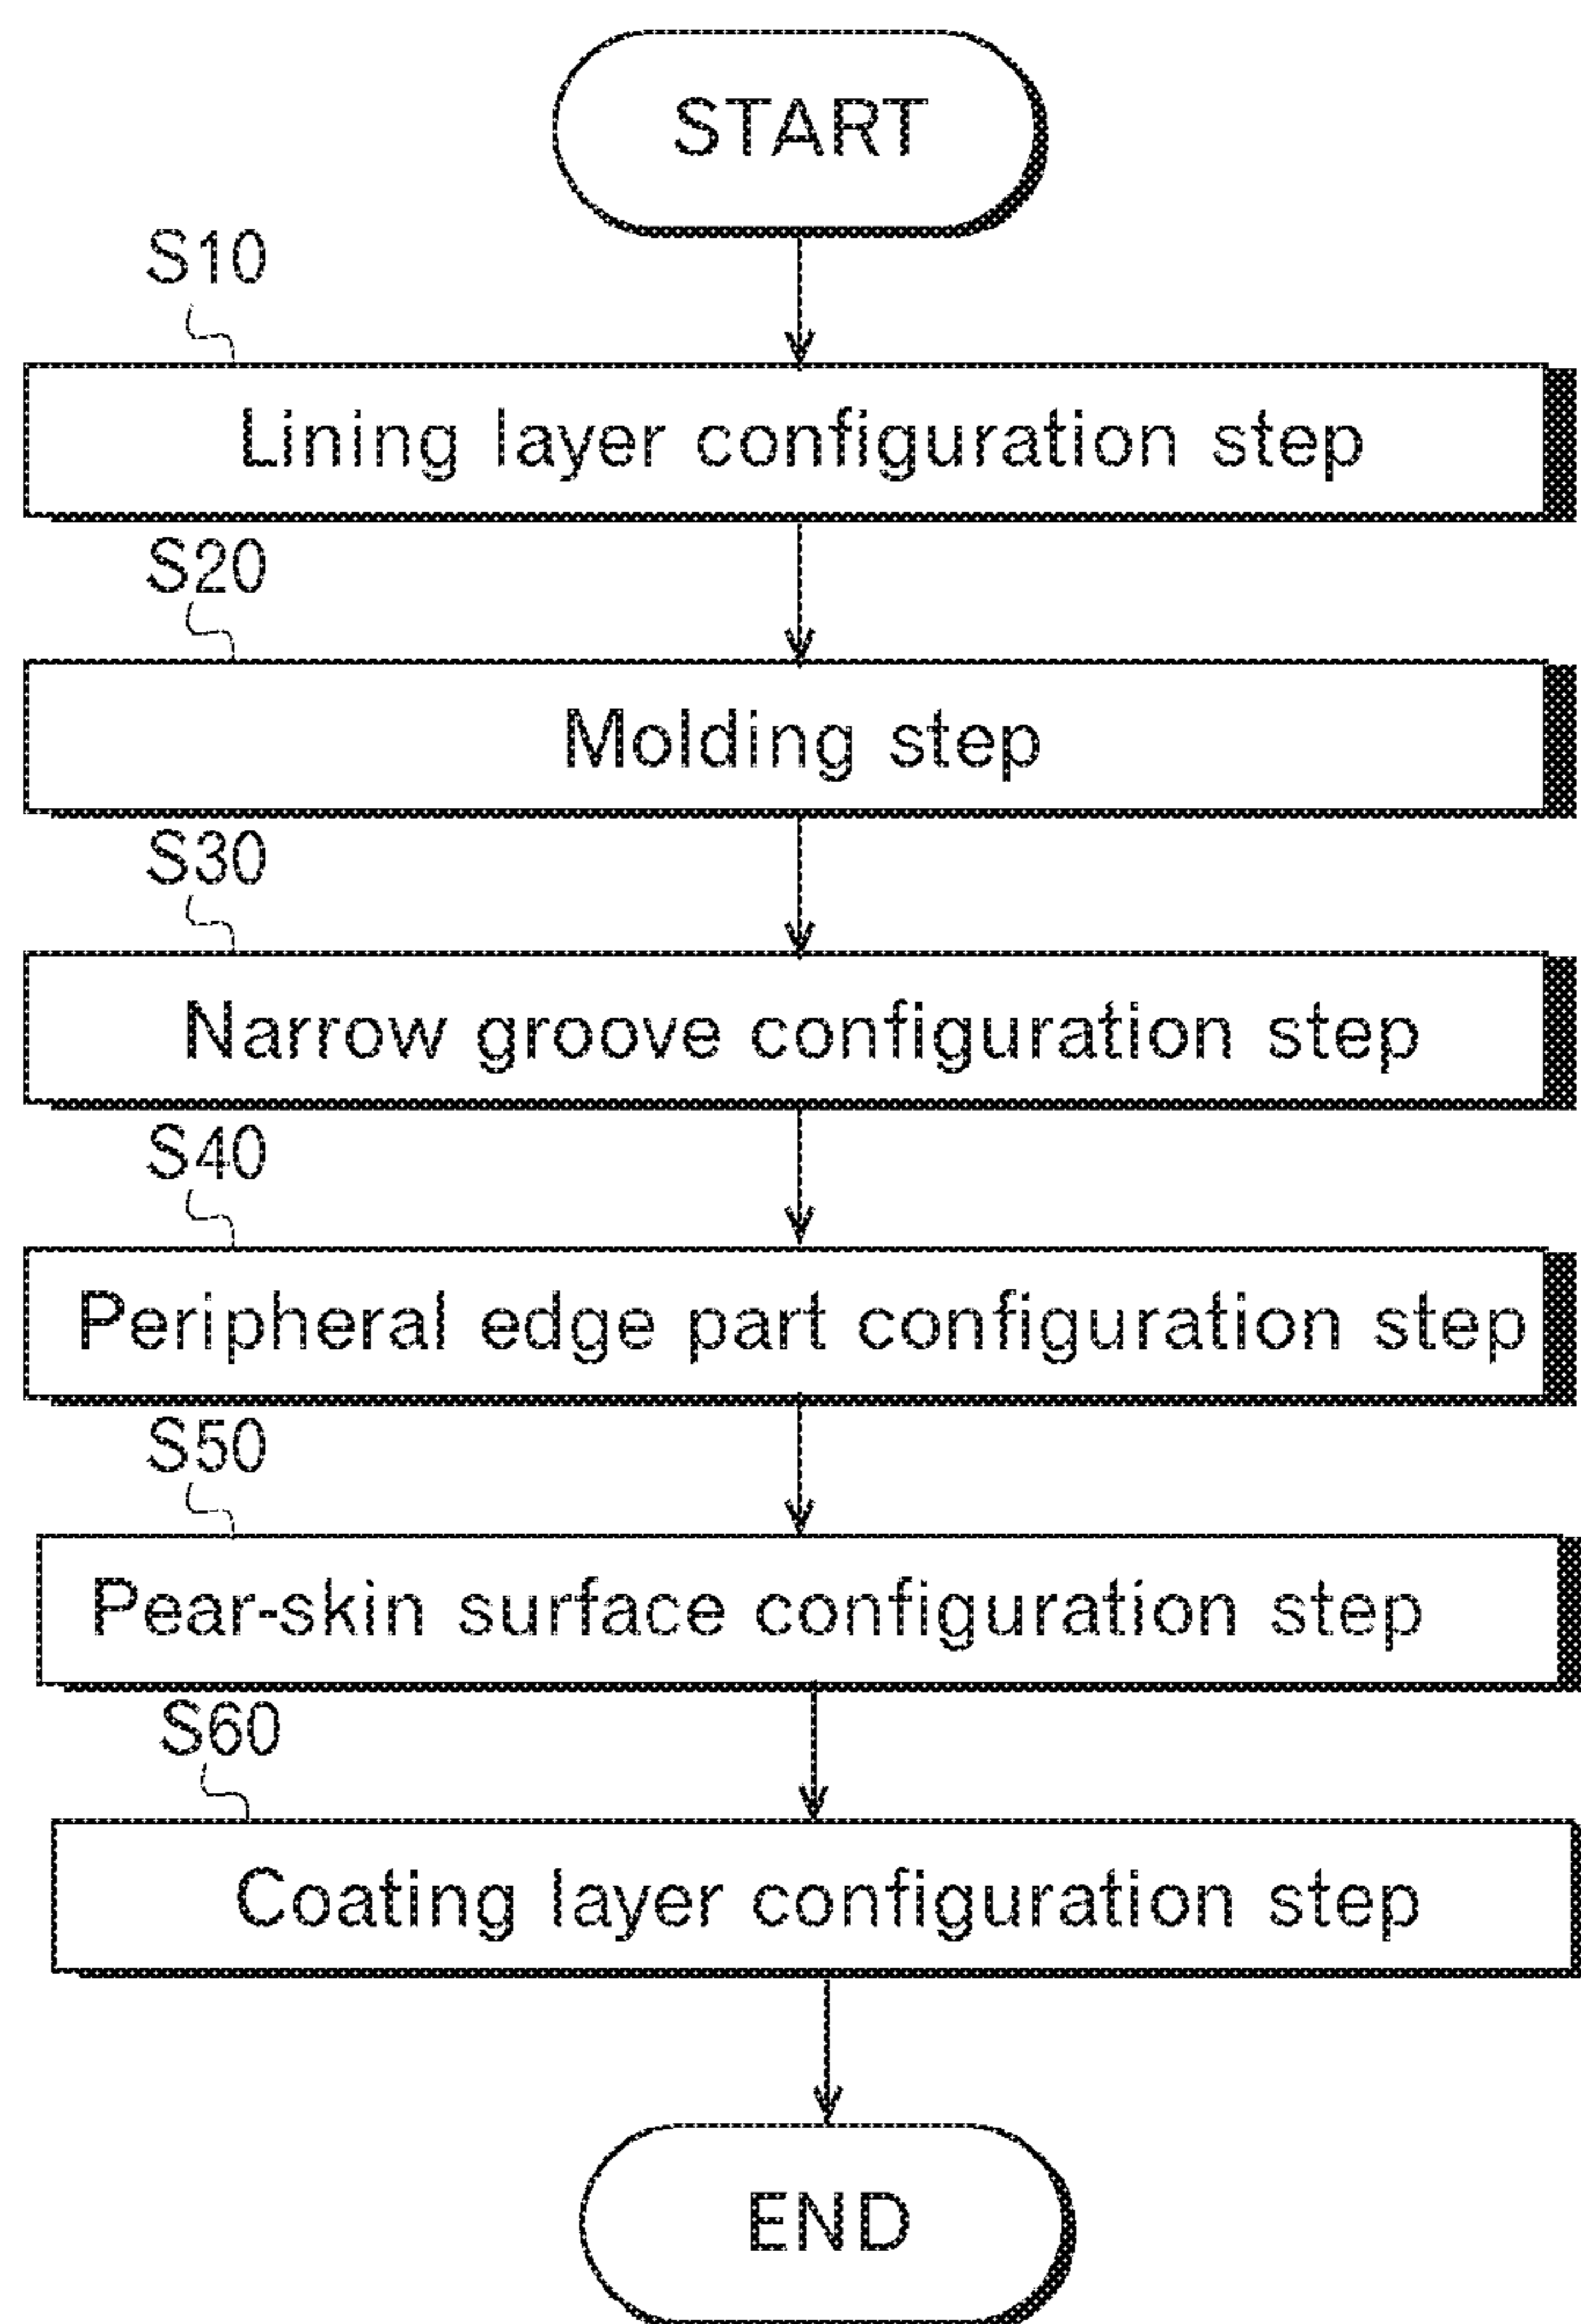 START
S10
Lining layer configuration step
S20
Molding step
S30
Narrow groove configuration step
S40
Peripheral edge part configuration step
S50
Pear-skin surface configuration step
S60
Coating layer configuration step
END